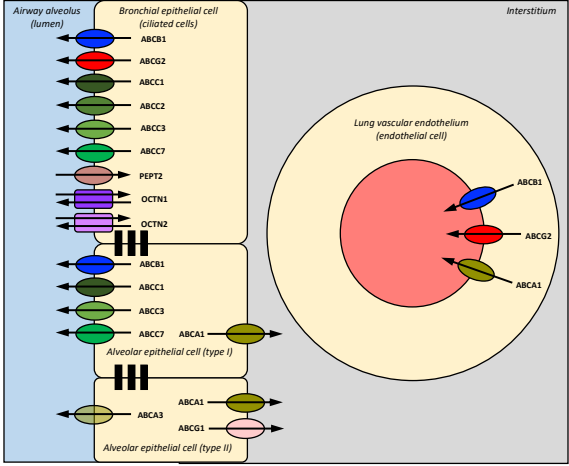 Airway alveolus
(lumen)
Bronchial epithelial cell
(ciliated cells)
Interstitium
ABCB1
ABCG2
ABCC1
ABCC2
ABCC3
ABCC7
PEPT2
OCTN1
OCTN2
ABCB1
ABCC1
ABCC3
ABCC7
ABCA1
Alveolar epithelial cell (type I)
ABCA1
ABCA3
ABCG1
Alveolar epithelial cell (type II)
Lung vascular endothelium
(endothelial cell)
ABCB1
ABCG2
ABCA1